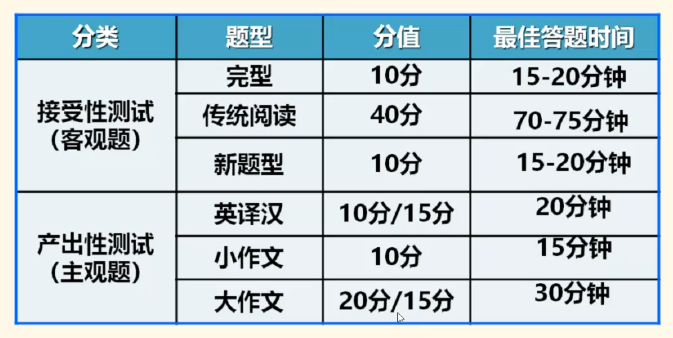 分类 题型 分值 最佳答题时间
接受性测试
（客观题）
完型 10分 15-20分钟
传统阅读 40分 70-75分钟
新题型 10分 15-20分钟
产出性测试
（主观题）
英译汉 10分/15分 20分钟
小作文 10分 15分钟
大作文 20分/15分 30分钟